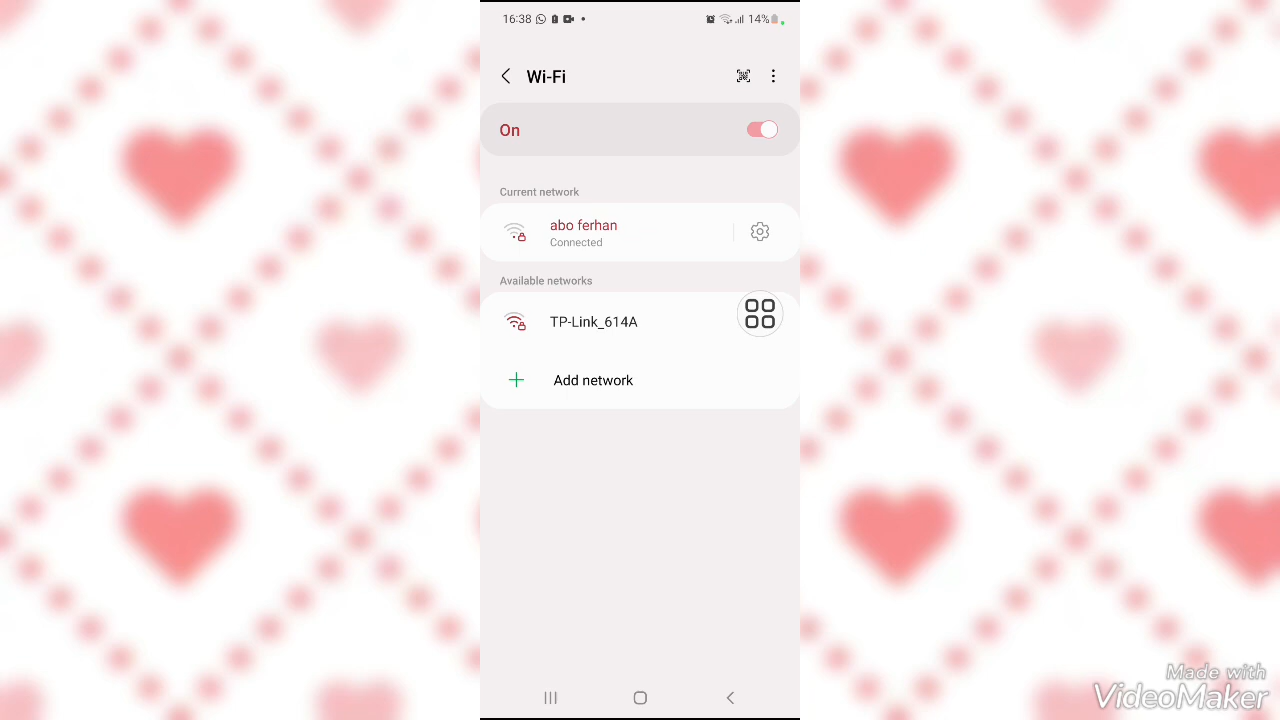 16:38
14%
Wi-Fi
On
Current network
abo ferhan
Connected
Available networks
TP-Link_614A
Add network
Made with
VideoMaker